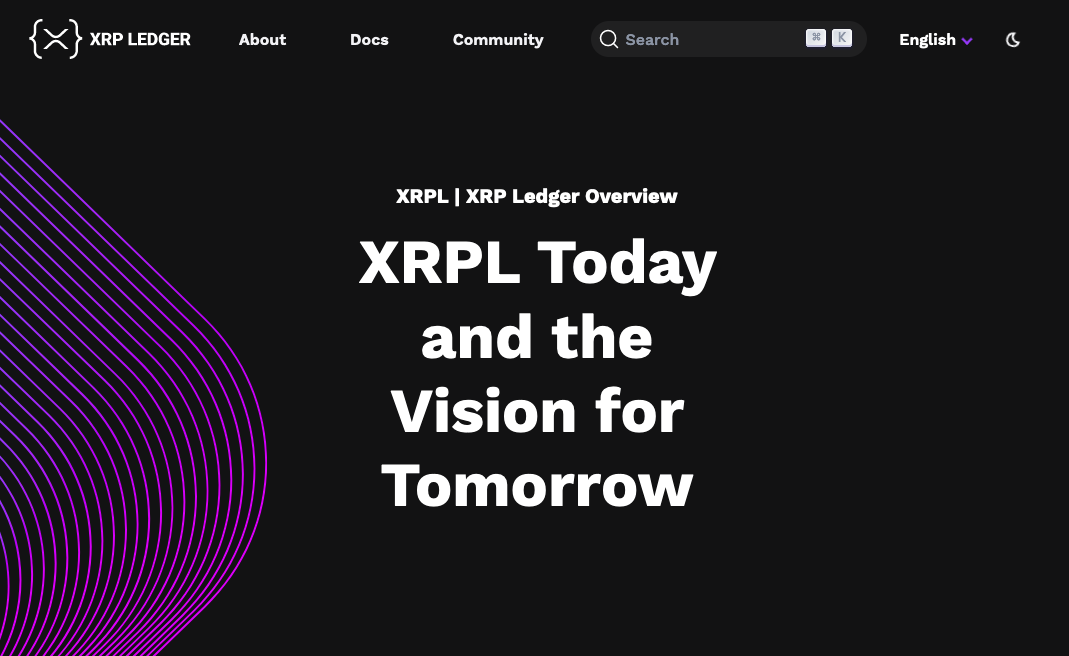 XRP LEDGER About Docs Community Search ⌘ K English
XRPL | XRP Ledger Overview
XRPL Today
and the
Vision for
Tomorrow